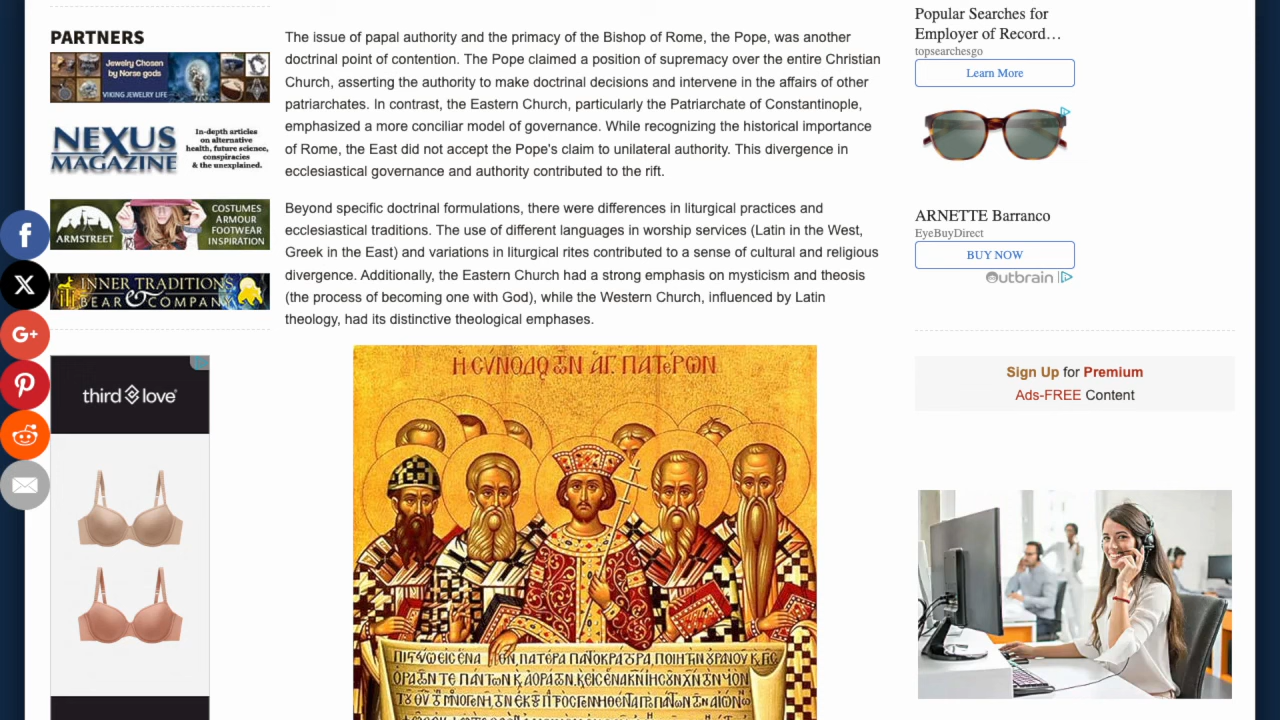 PARTNERS
Jewelry Chosen
by Norse gods
VIKING JEWELRY LIFE
NEXUS
MAGAZINE
In-depth articles
on alternative
health, future science,
conspiracies
& the unexplained.
ARMSTREET
COSTUMES
ARMOUR
FOOTWEAR
INSPIRATION
INNER TRADITIONS
BEAR & COMPANY
third love
The issue of papal authority and the primacy of the Bishop of Rome, the Pope, was another
doctrinal point of contention. The Pope claimed a position of supremacy over the entire Christian
Church, asserting the authority to make doctrinal decisions and intervene in the affairs of other
patriarchates. In contrast, the Eastern Church, particularly the Patriarchate of Constantinople,
emphasized a more conciliar model of governance. While recognizing the historical importance
of Rome, the East did not accept the Pope's claim to unilateral authority. This divergence in
ecclesiastical governance and authority contributed to the rift.
Beyond specific doctrinal formulations, there were differences in liturgical practices and
ecclesiastical traditions. The use of different languages in worship services (Latin in the West,
Greek in the East) and variations in liturgical rites contributed to a sense of cultural and religious
divergence. Additionally, the Eastern Church had a strong emphasis on mysticism and theosis
(the process of becoming one with God), while the Western Church, influenced by Latin
theology, had its distinctive theological emphases.
Popular Searches for
Employer of Record…
topsearchesgo
Learn More
ARNETTE Barranco
EyeBuyDirect
BUY NOW
Outbrain
Sign Up for Premium
Ads-FREE Content